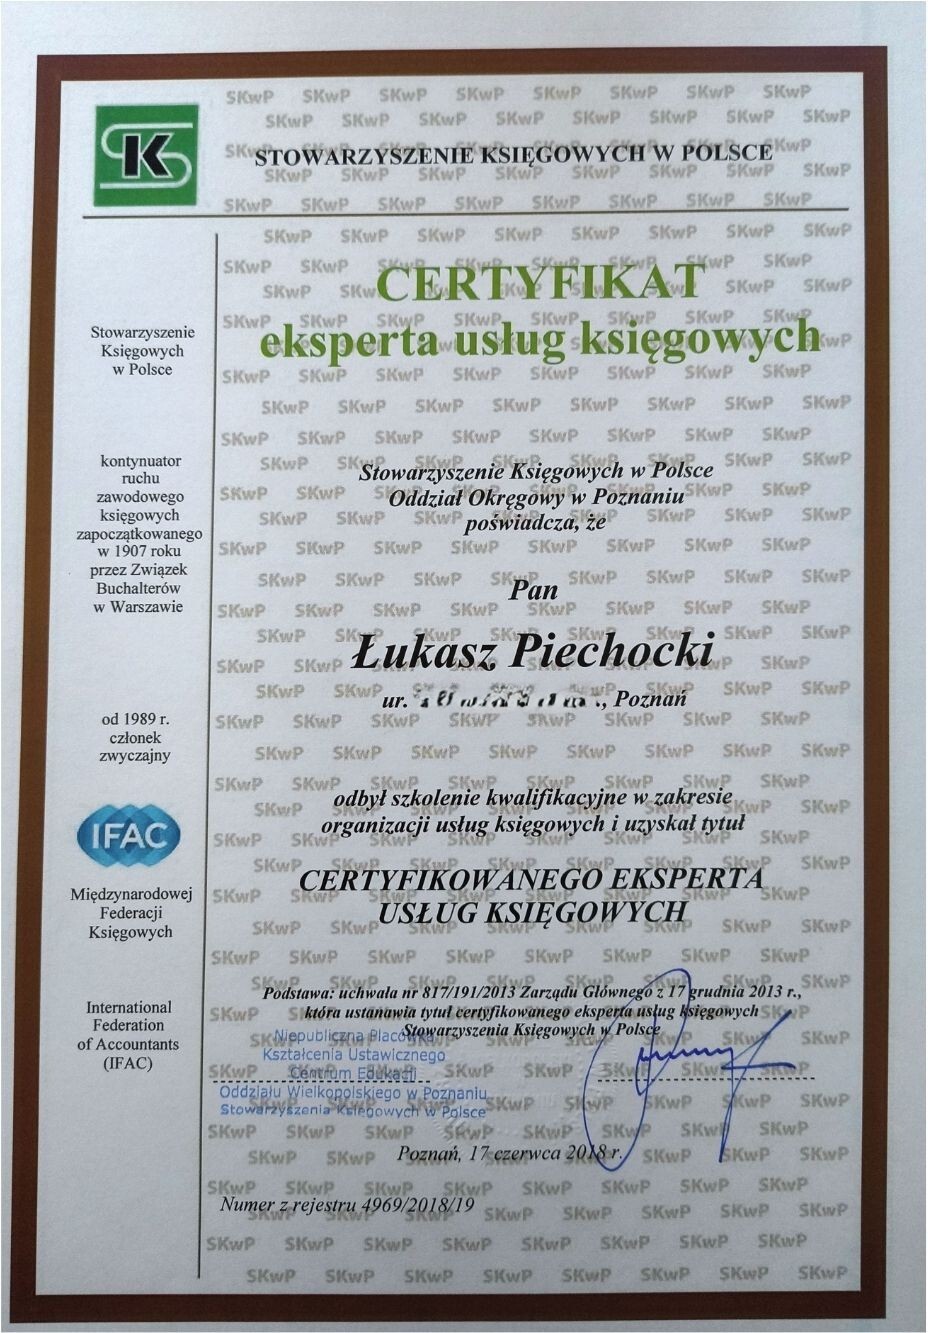 STOWARZYSZENIE KSIĘGOWYCH W POLSCE
CERTYFIKAT
eksperta usług księgowych
Stowarzyszenie
Księgowych
w Polsce
kontynuator
ruchu
zawodowego
księgowych
zapoczątkowanego
w 1907 roku
przez Związek
Buchalterów
w Warszawie
od 1989 r.
członek
zwyczajny
IFAC
Międzynarodowej
Federacji
Księgowych
International
Federation
of Accountants
(IFAC)
Stowarzyszenie Księgowych w Polsce
Oddział Okręgowy w Poznaniu
poświadcza, że
Pan
Łukasz Piechocki
ur. , Poznań
odbył szkolenie kwalifikacyjne w zakresie
organizacji usług księgowych i uzyskał tytuł
CERTYFIKOWANEGO EKSPERTA
USŁUG KSIĘGOWYCH
Podstawa: uchwała nr 817/191/2013 Zarządu Głównego z 17 grudnia 2013 r.,
która ustanawia tytuł certyfikowanego eksperta usług księgowych
Stowarzyszenia Księgowych w Polsce
Niepubliczna Placówka
Kształcenia Ustawicznego
Centrum Edukacji
Oddziału Wielkopolskiego w Poznaniu
Stowarzyszenia Księgowych w Polsce
Poznań, 17 czerwca 2018 r.
Numer z rejestru 4969/2018/19